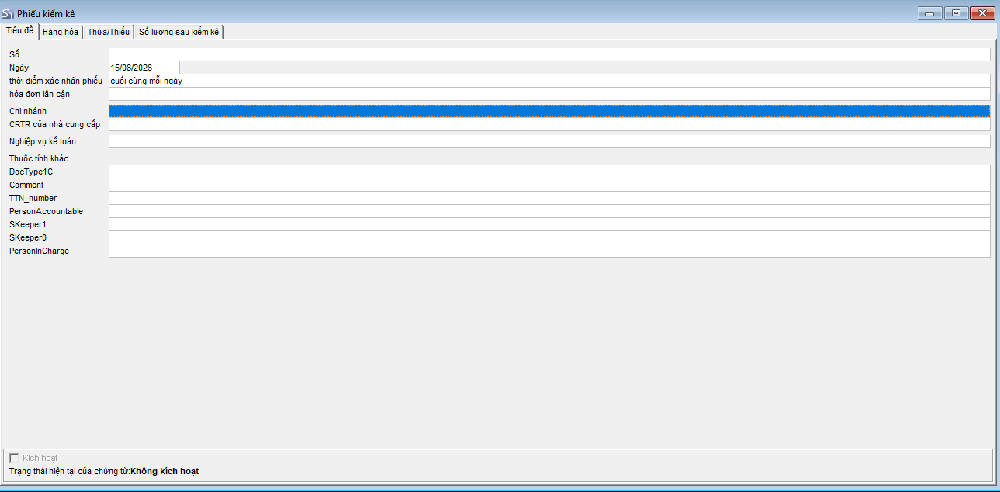 Sh Phiếu kiểm kê
Tiêu đề Hàng hóa Thừa/Thiếu Số lượng sau kiểm kê
Số
Ngày 15/08/2026
thời điểm xác nhận phiếu cuối cùng mỗi ngày
hóa đơn lân cận
Chi nhánh
CRTR của nhà cung cấp
Nghiệp vụ kế toán
Thuộc tính khác
DocType1C
Comment
TTN_number
PersonAccountable
SKeeper1
SKeeper0
PersonInCharge
Kích hoạt
Trạng thái hiện tại của chứng từ:Không kích hoạt